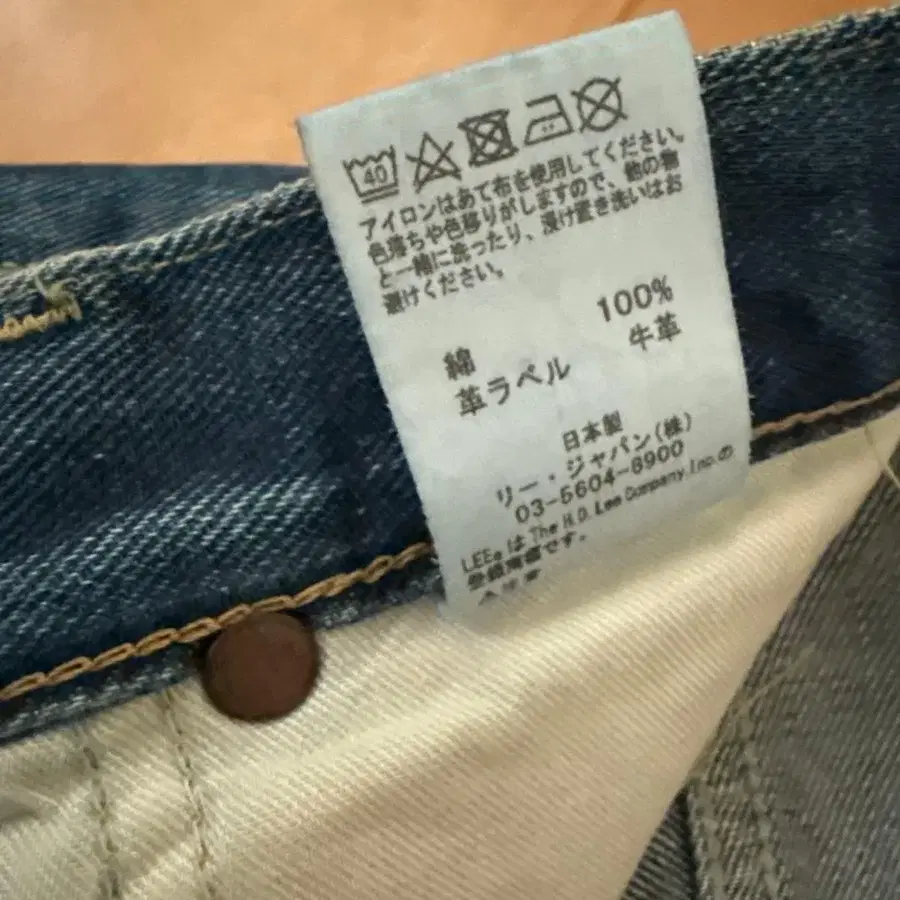 40
アイロンはあて布を使用してください。
色落ちや色移りがしますので、他の物
と一緒に洗ったり、浸け置き洗いはお
避けください。
綿 100%
革ラベル 牛革
日本製
リー・ジャパン(株)
03-5604-8900
LEE® は The H.D. Lee Company, Inc.の
登録商標です。